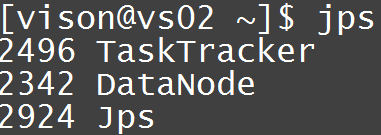 [vison@vs02 ~]$ jps
2496 TaskTracker
2342 DataNode
2924 Jps